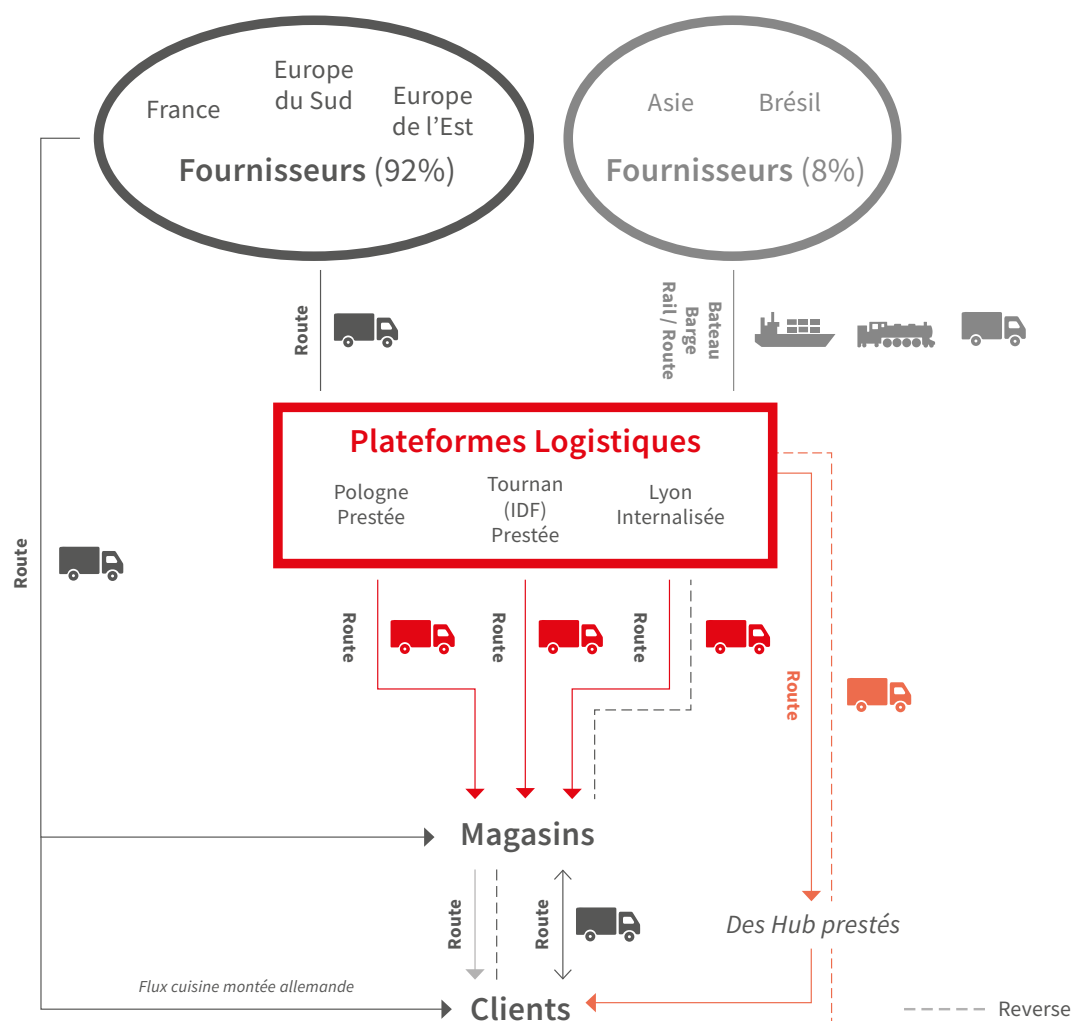 France
Europe
du Sud
Europe
de l’Est
Fournisseurs (92%)
Asie
Brésil
Fournisseurs (8%)
Route
Bateau
Barge
Rail / Route
Plateformes Logistiques
Pologne
Prestée
Tournan
(IDF)
Prestée
Lyon
Internalisée
Route
Route
Route
Route
Route
Magasins
Route
Route
Des Hub prestés
Flux cuisine montée allemande
Clients
Reverse